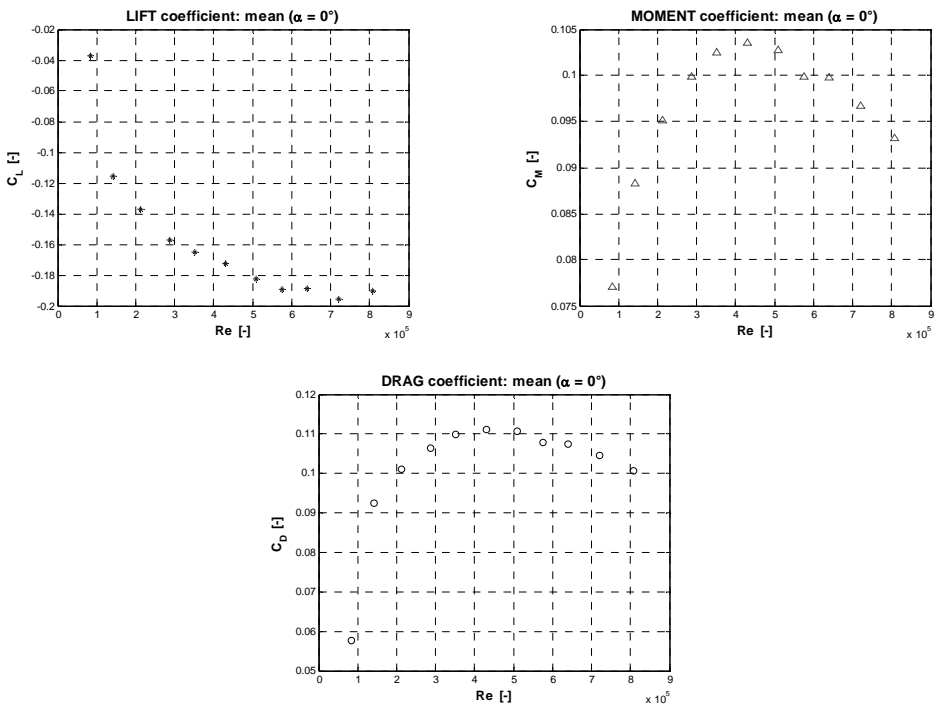 LIFT coefficient: mean (α = 0°)
-0.02
-0.04
-0.06
-0.08
-0.1
-0.12
-0.14
-0.16
-0.18
-0.2
C_L [-]
0 1 2 3 4 5 6 7 8 9
Re [-]
x 10^5
MOMENT coefficient: mean (α = 0°)
0.105
0.1
0.095
0.09
0.085
0.08
0.075
C_M [-]
0 1 2 3 4 5 6 7 8 9
Re [-]
x 10^5
DRAG coefficient: mean (α = 0°)
0.12
0.11
0.1
0.09
0.08
0.07
0.06
0.05
C_D [-]
0 1 2 3 4 5 6 7 8 9
Re [-]
x 10^5